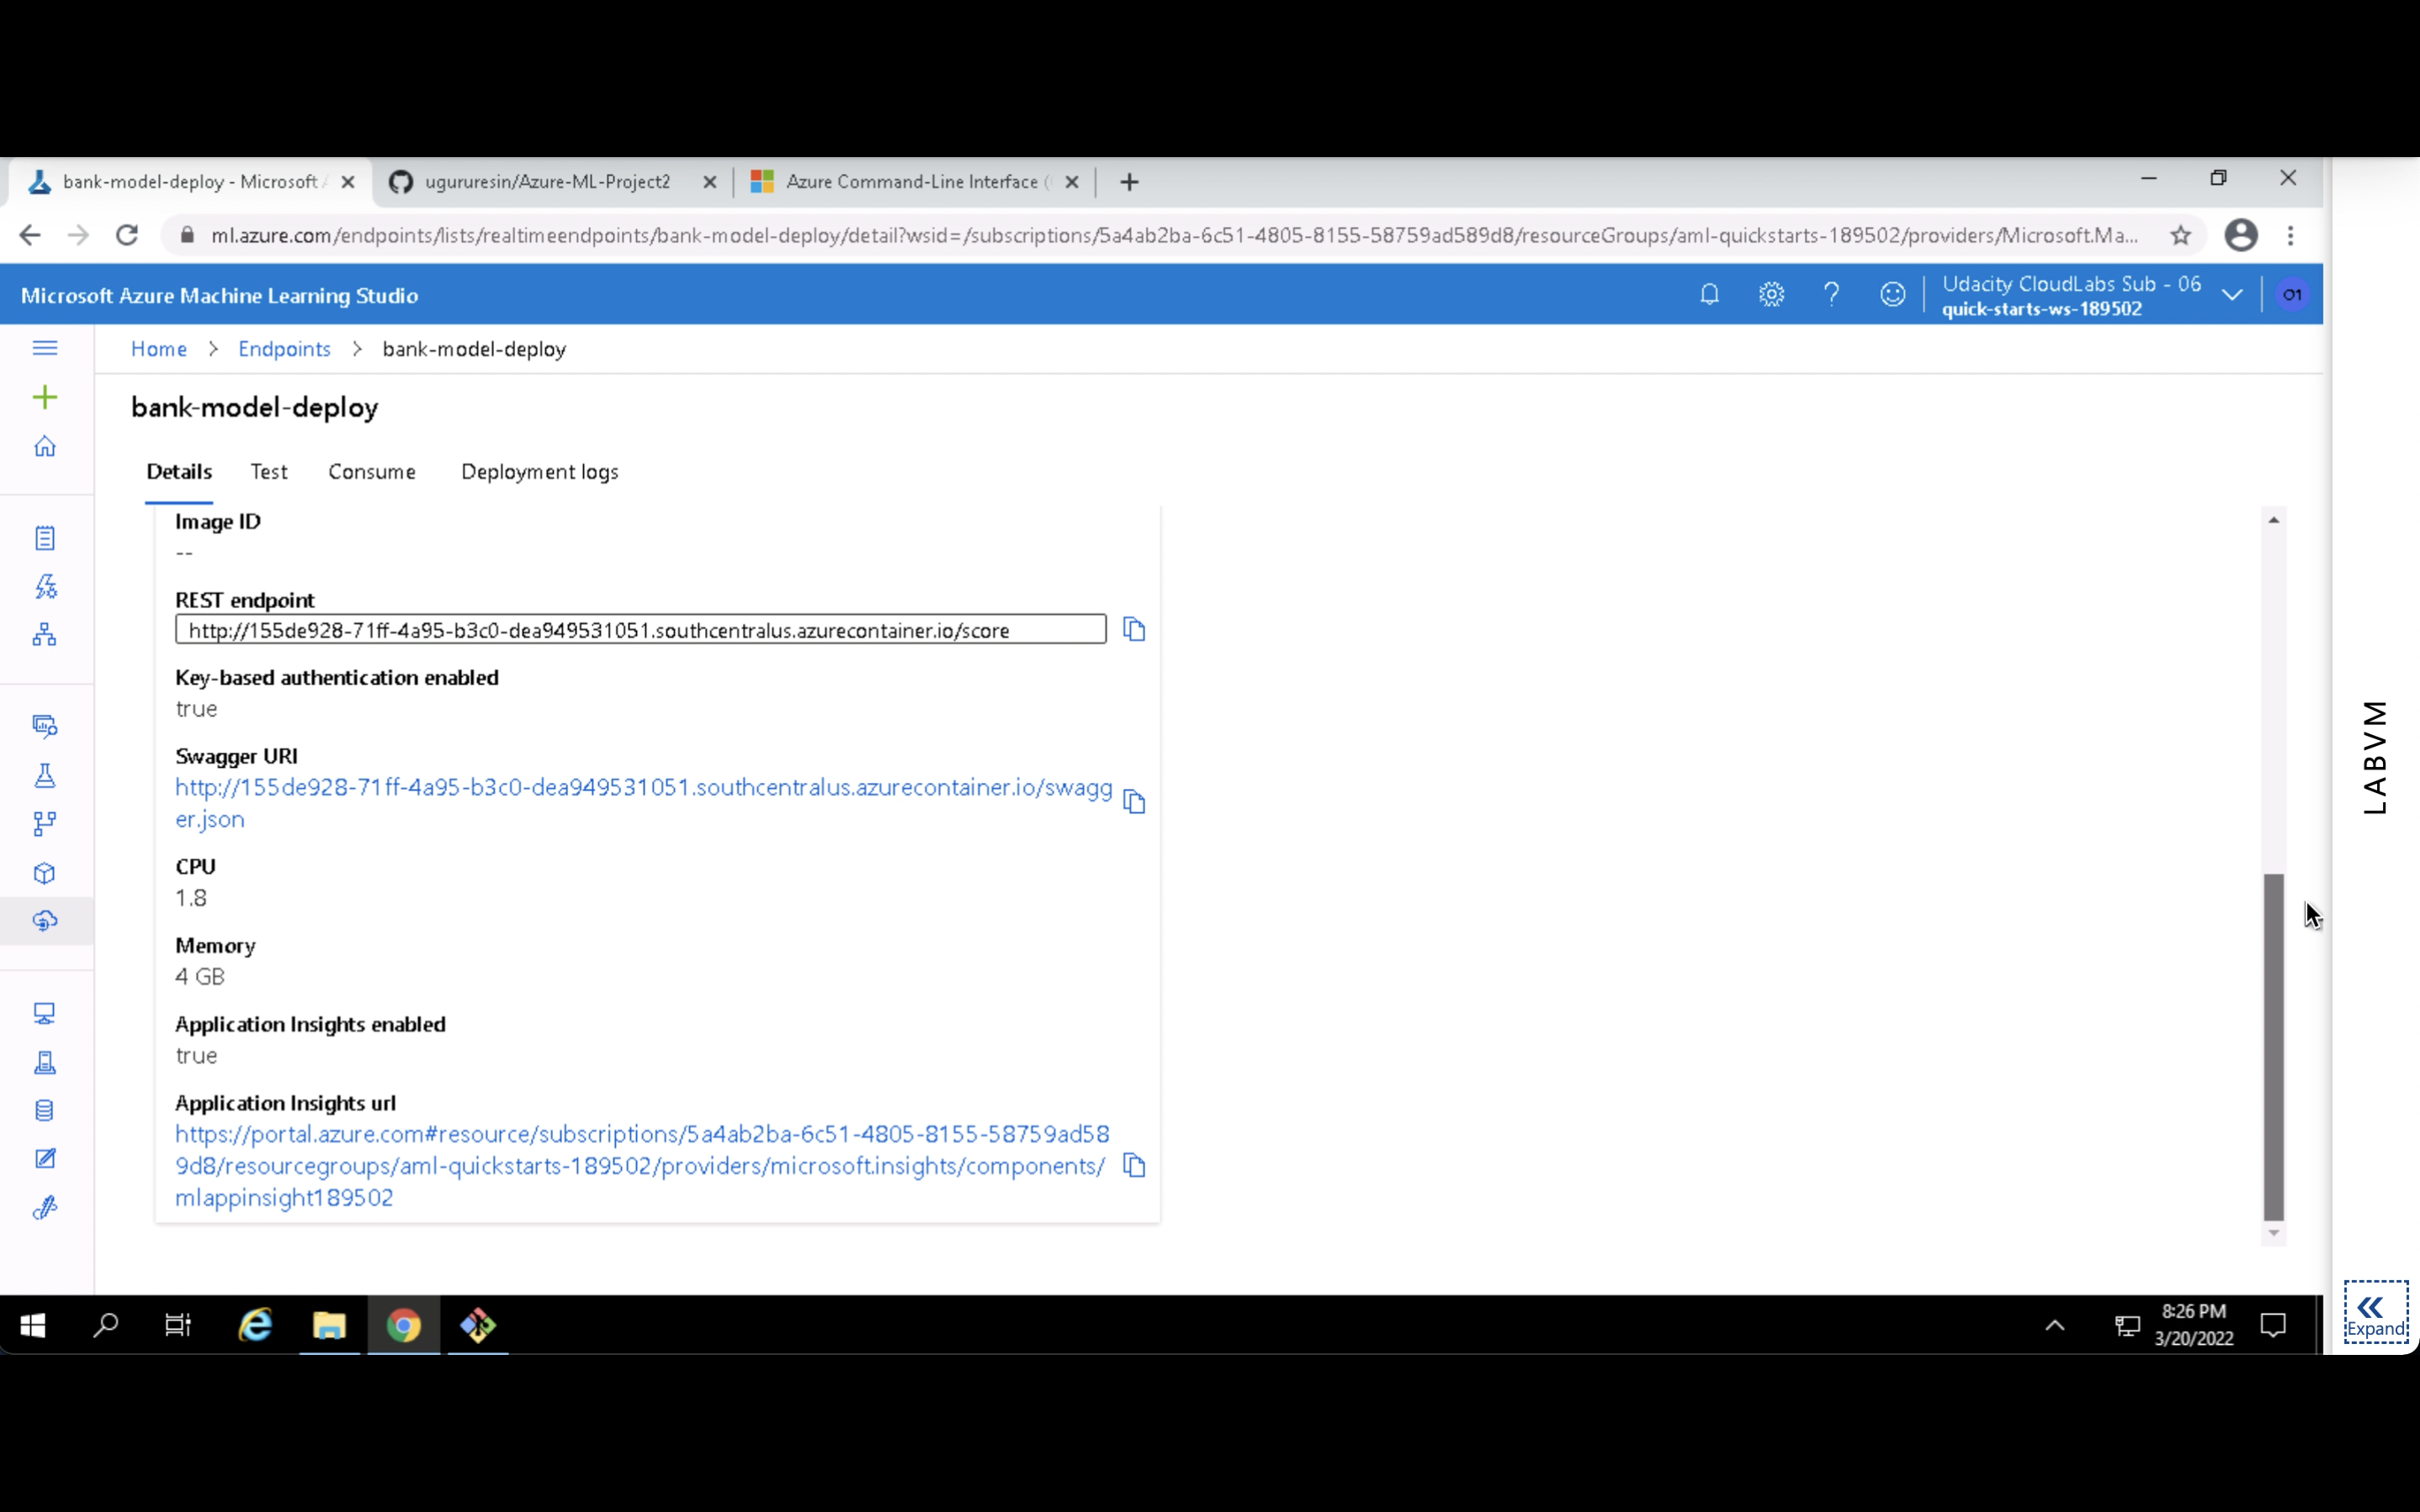 bank-model-deploy - Microsoft A
ugururesin/Azure-ML-Project2
Azure Command-Line Interface (
ml.azure.com/endpoints/lists/realtimeendpoints/bank-model-deploy/detail?wsid=/subscriptions/5a4ab2ba-6c51-4805-8155-58759ad589d8/resourceGroups/aml-quickstarts-189502/providers/Microsoft.Ma...
Microsoft Azure Machine Learning Studio
Udacity CloudLabs Sub - 06
quick-starts-ws-189502
O1
Home > Endpoints > bank-model-deploy
bank-model-deploy
Details Test Consume Deployment logs
Image ID
--
REST endpoint
http://155de928-71ff-4a95-b3c0-dea949531051.southcentralus.azurecontainer.io/score
Key-based authentication enabled
true
Swagger URI
http://155de928-71ff-4a95-b3c0-dea949531051.southcentralus.azurecontainer.io/swagg
er.json
CPU
1.8
Memory
4 GB
Application Insights enabled
true
Application Insights url
https://portal.azure.com#resource/subscriptions/5a4ab2ba-6c51-4805-8155-58759ad58
9d8/resourcegroups/aml-quickstarts-189502/providers/microsoft.insights/components/
mlappinsight189502
LABVM
Expand
8:26 PM
3/20/2022